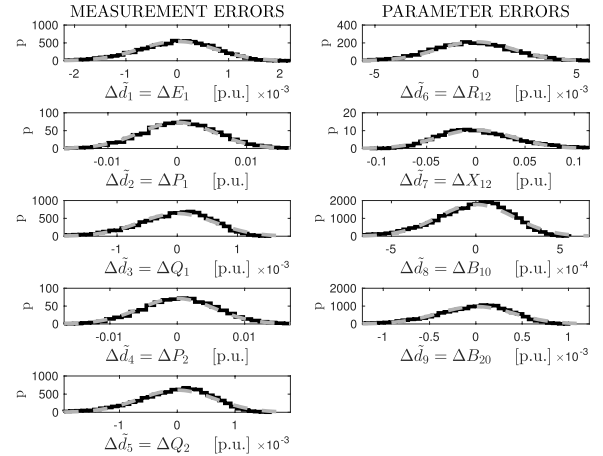 MEASUREMENT ERRORS PARAMETER ERRORS
1000 400
p 500 p 200
0 0
-2 -1 0 1 2 -5 0 5
Δd̃₁ = ΔE₁ [p.u.] ×10⁻³ Δd̃₆ = ΔR₁₂ [p.u.] ×10⁻³
100 20
p 50 p 10
0 0
-0.01 0 0.01 -0.1 -0.05 0 0.05 0.1
Δd̃₂ = ΔP₁ [p.u.] Δd̃₇ = ΔX₁₂ [p.u.]
1000 2000
p 500 p 1000
0 0
-1 0 1 -5 0 5
Δd̃₃ = ΔQ₁ [p.u.] ×10⁻³ Δd̃₈ = ΔB₁₀ [p.u.] ×10⁻⁴
100 2000
p 50 p 1000
0 0
-0.01 0 0.01 -1 -0.5 0 0.5 1
Δd̃₄ = ΔP₂ [p.u.] Δd̃₉ = ΔB₂₀ [p.u.] ×10⁻³
1000
p 500
0
-1 0 1
Δd̃₅ = ΔQ₂ [p.u.] ×10⁻³